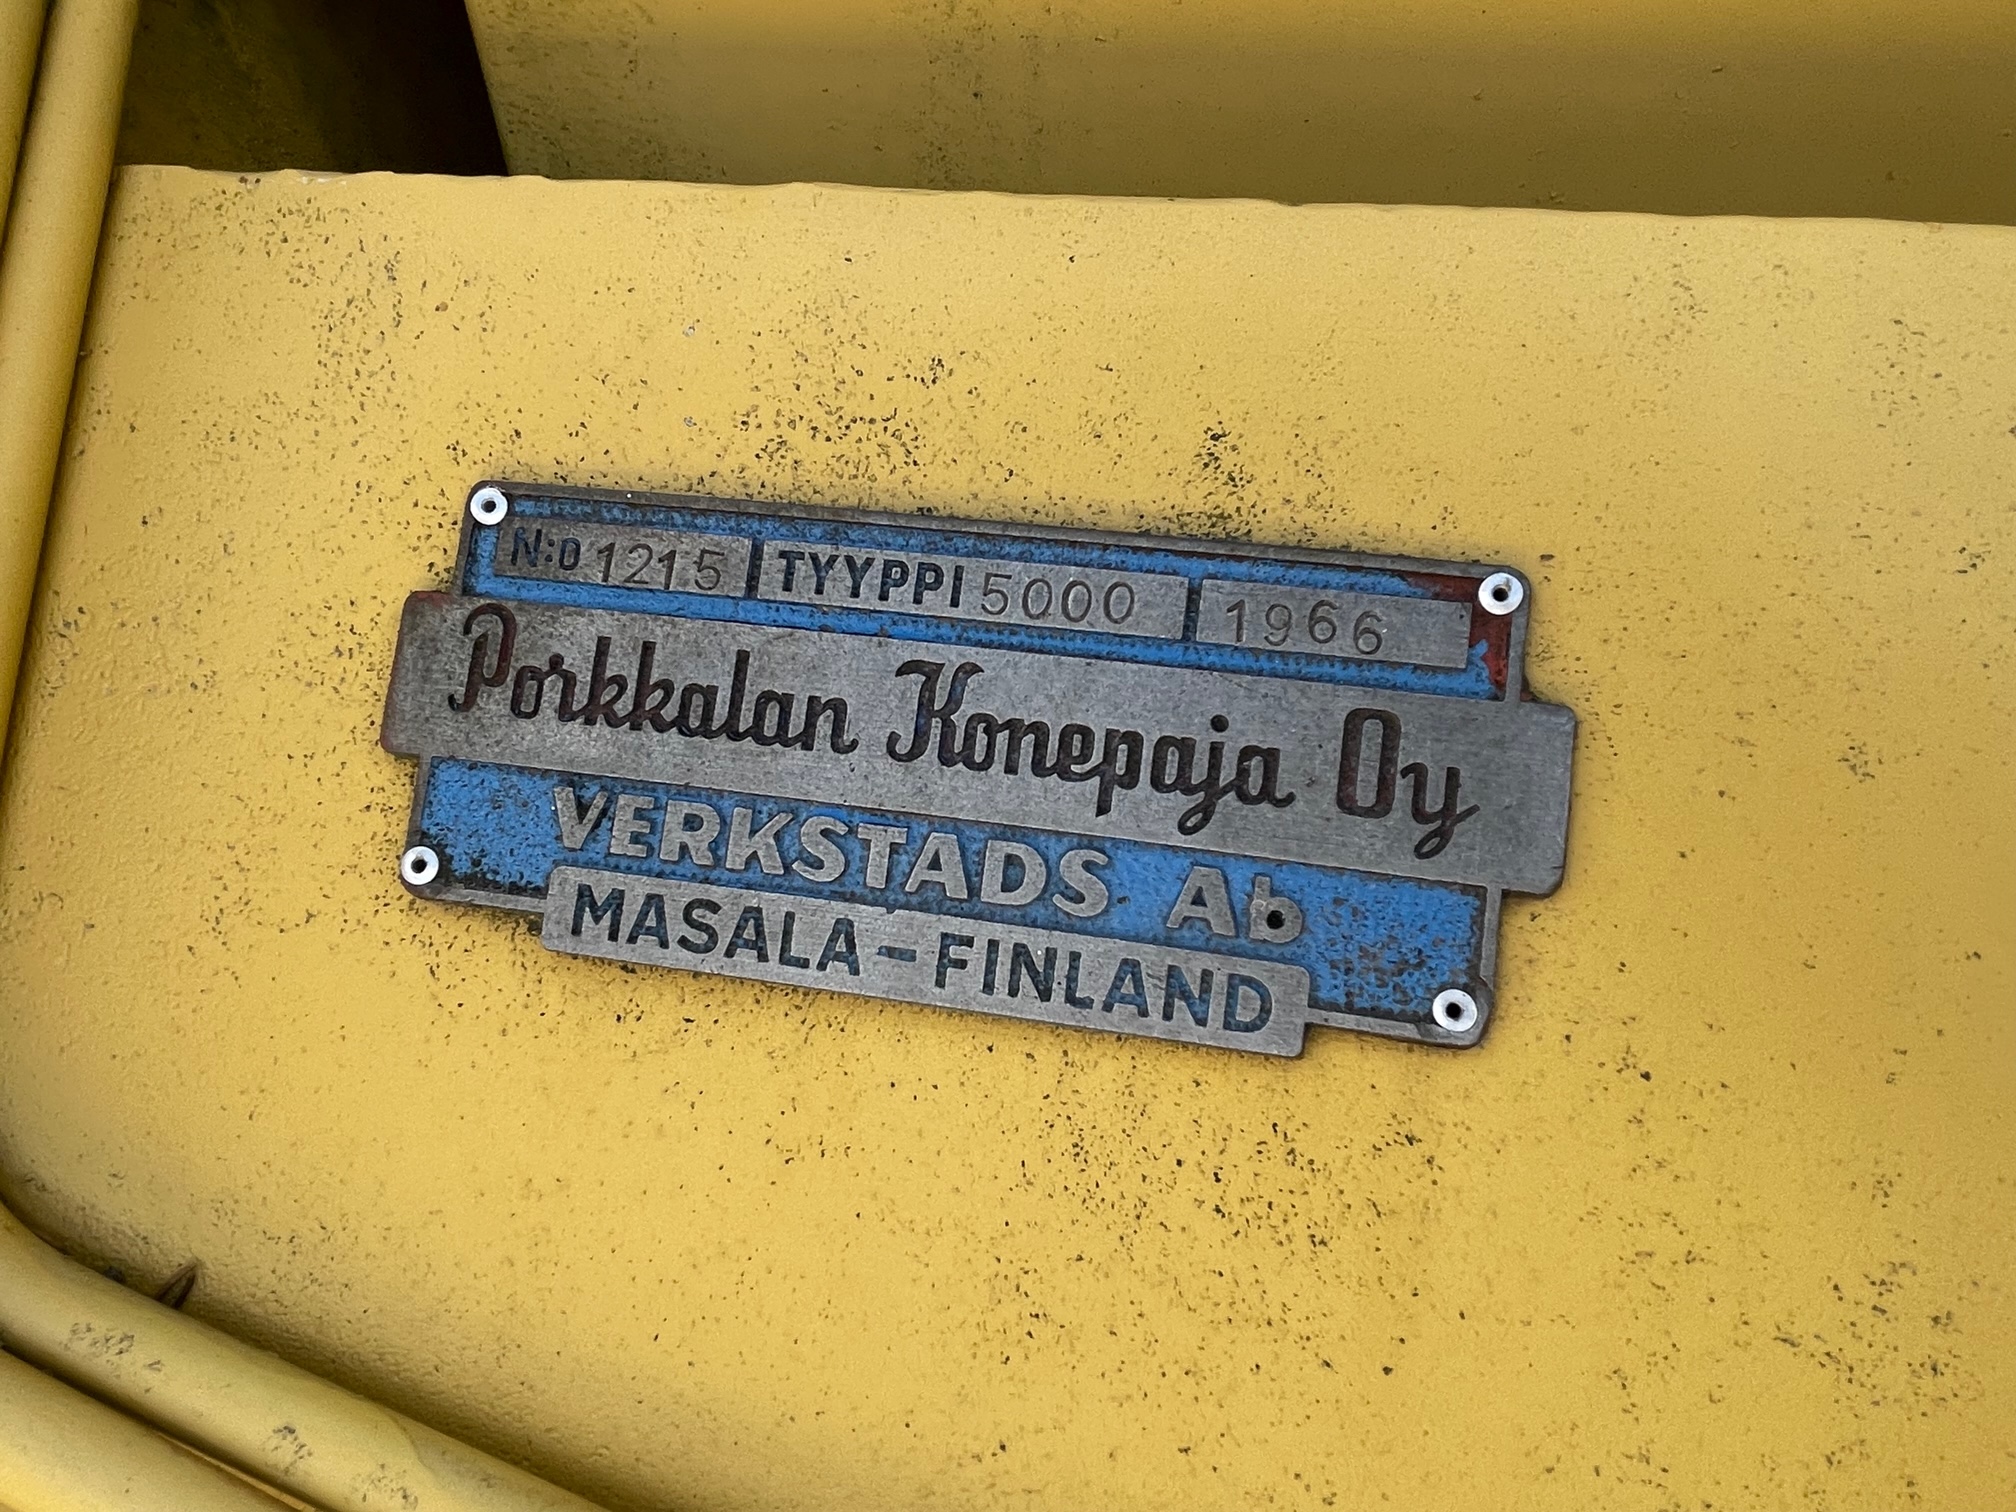 N:o 1215 TYYPPI 5000 1966
Porkkalan Konepaja Oy
VERKSTADS Ab
MASALA-FINLAND